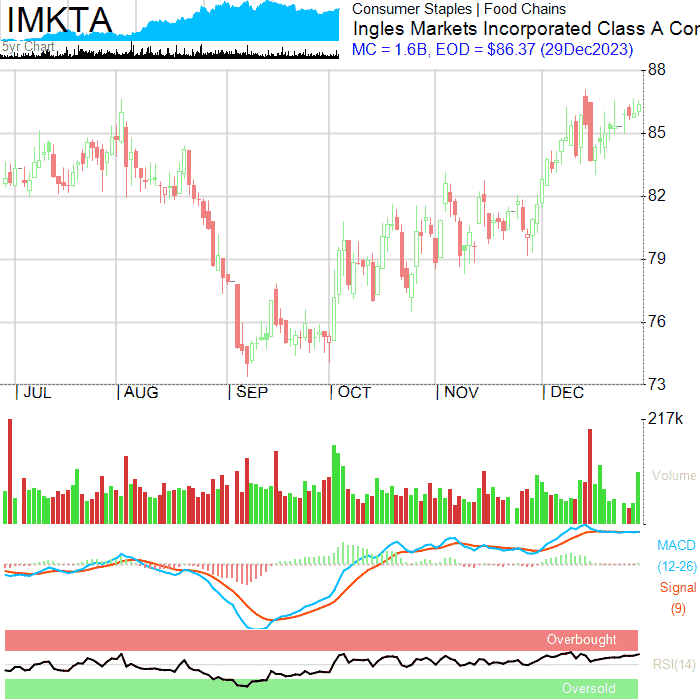 IMKTA
5yr Chart
Consumer Staples | Food Chains
Ingles Markets Incorporated Class A Cor
MC = 1.6B, EOD = $86.37 (29Dec2023)
88
85
82
79
76
73
JUL AUG SEP OCT NOV DEC
217k
Volume
MACD
(12-26)
Signal
(9)
Overbought
RSI(14)
Oversold